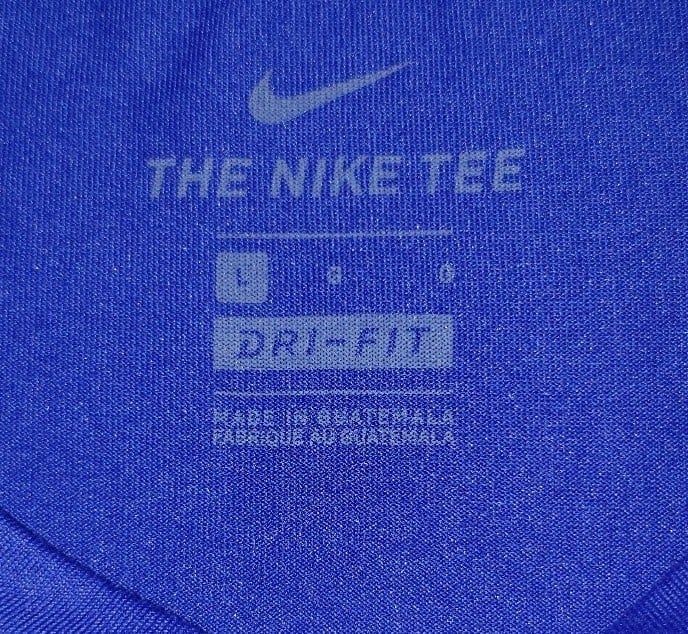 THE NIKE TEE
L G G
DRI-FIT
MADE IN GUATEMALA
FABRIQUE AU GUATEMALA